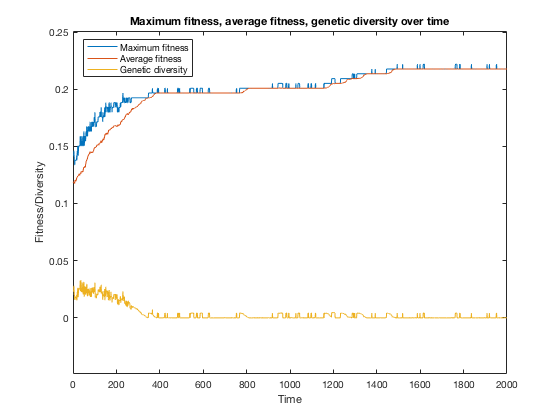 Maximum fitness, average fitness, genetic diversity over time
0.25
Maximum fitness
Average fitness
Genetic diversity
0.2
0.15
0.1
0.05
0
Fitness/Diversity
0 200 400 600 800 1000 1200 1400 1600 1800 2000
Time